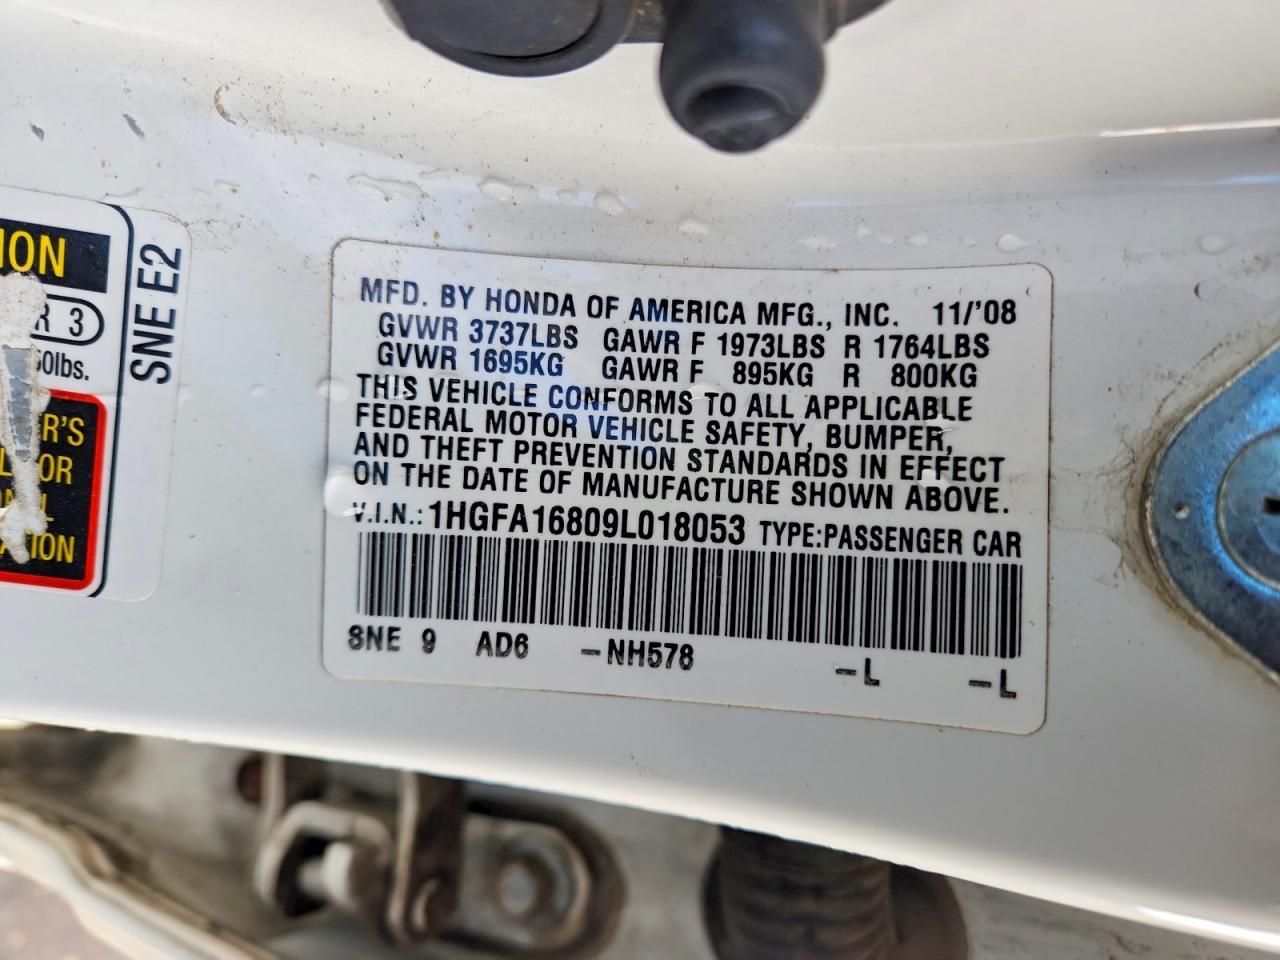 ION
R 3
0lbs.
R'S
OR
L
ATION
SNE E2
MFD. BY HONDA OF AMERICA MFG., INC. 11/'08
GVWR 3737LBS GAWR F 1973LBS R 1764LBS
GVWR 1695KG GAWR F 895KG R 800KG
THIS VEHICLE CONFORMS TO ALL APPLICABLE
FEDERAL MOTOR VEHICLE SAFETY, BUMPER,
AND THEFT PREVENTION STANDARDS IN EFFECT
ON THE DATE OF MANUFACTURE SHOWN ABOVE.
V.I.N.: 1HGFA16809L018053 TYPE:PASSENGER CAR
SNE 9 AD6 -NH578 -L -L